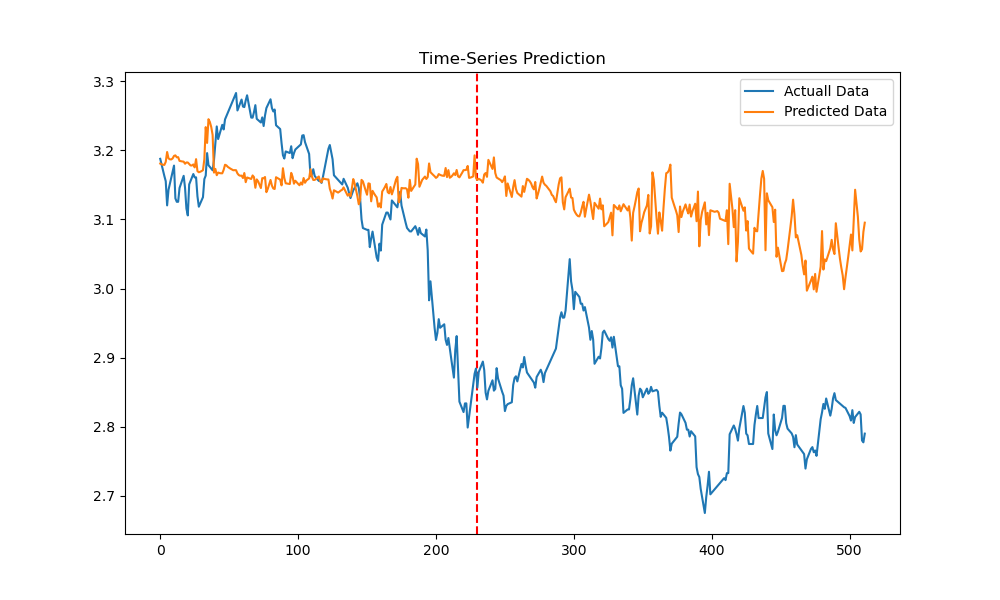 Time-Series Prediction
Actuall Data
Predicted Data
3.3
3.2
3.1
3.0
2.9
2.8
2.7
0 100 200 300 400 500